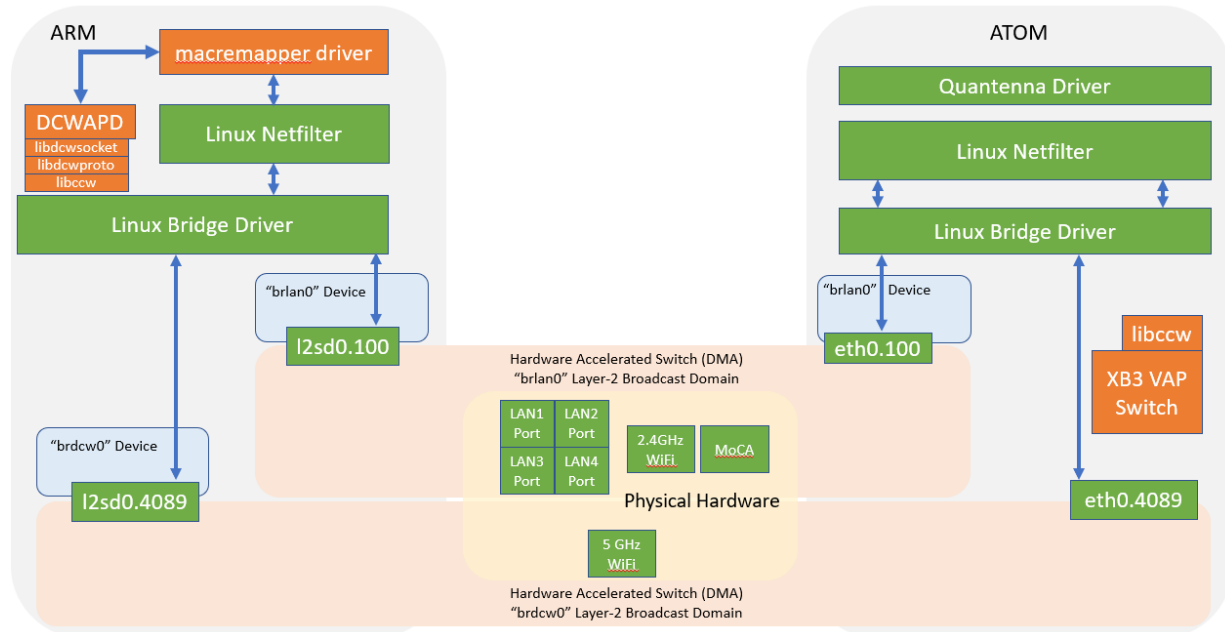 ARM
macremapper driver
DCWAPD
libdcwsocket
libdcwproto
libccw
Linux Netfilter
Linux Bridge Driver
“brlan0” Device
l2sd0.100
“brdcw0” Device
l2sd0.4089
ATOM
Quantenna Driver
Linux Netfilter
Linux Bridge Driver
“brlan0” Device
eth0.100
libccw
XB3 VAP
Switch
eth0.4089
Hardware Accelerated Switch (DMA)
“brlan0” Layer-2 Broadcast Domain
LAN1
Port
LAN2
Port
LAN3
Port
LAN4
Port
2.4GHz
WiFi
MoCA
Physical Hardware
5 GHz
WiFi
Hardware Accelerated Switch (DMA)
“brdcw0” Layer-2 Broadcast Domain